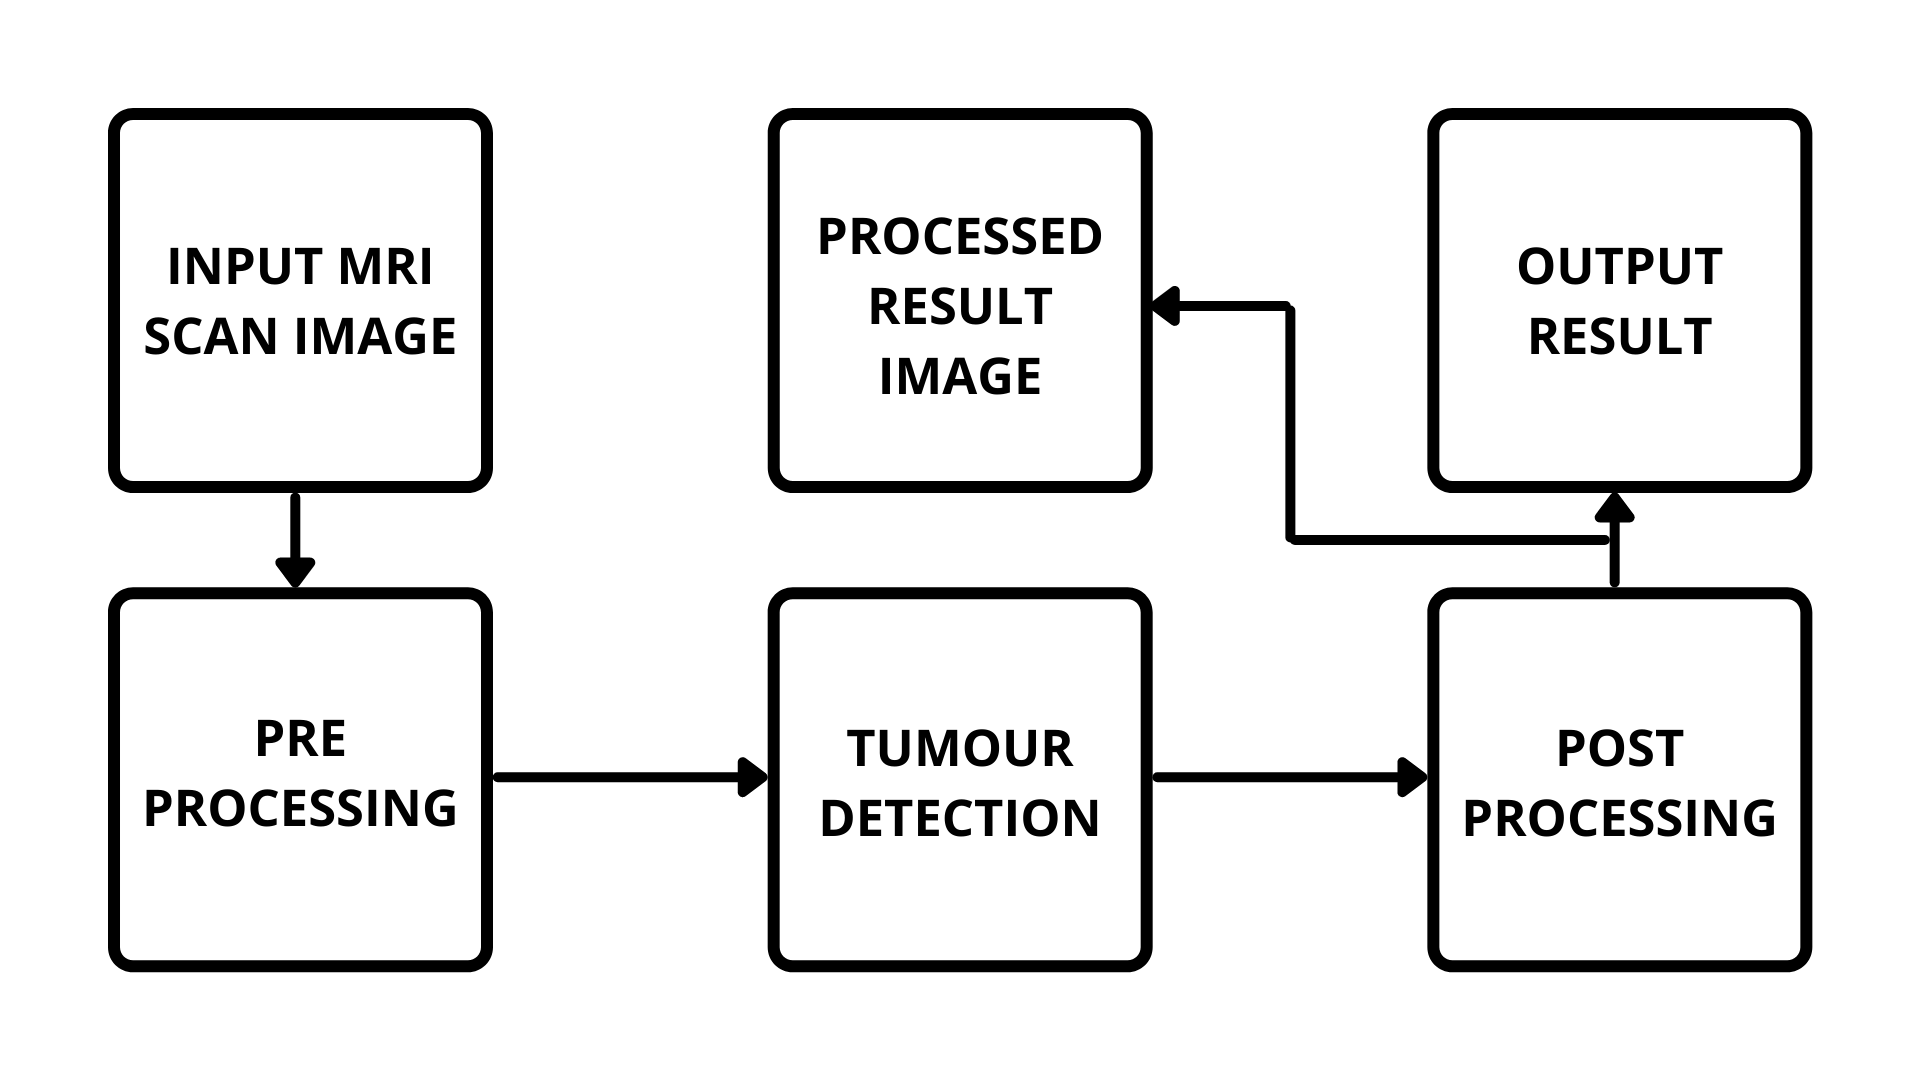 INPUT MRI
SCAN IMAGE
PROCESSED
RESULT
IMAGE
OUTPUT
RESULT
PRE
PROCESSING
TUMOUR
DETECTION
POST
PROCESSING